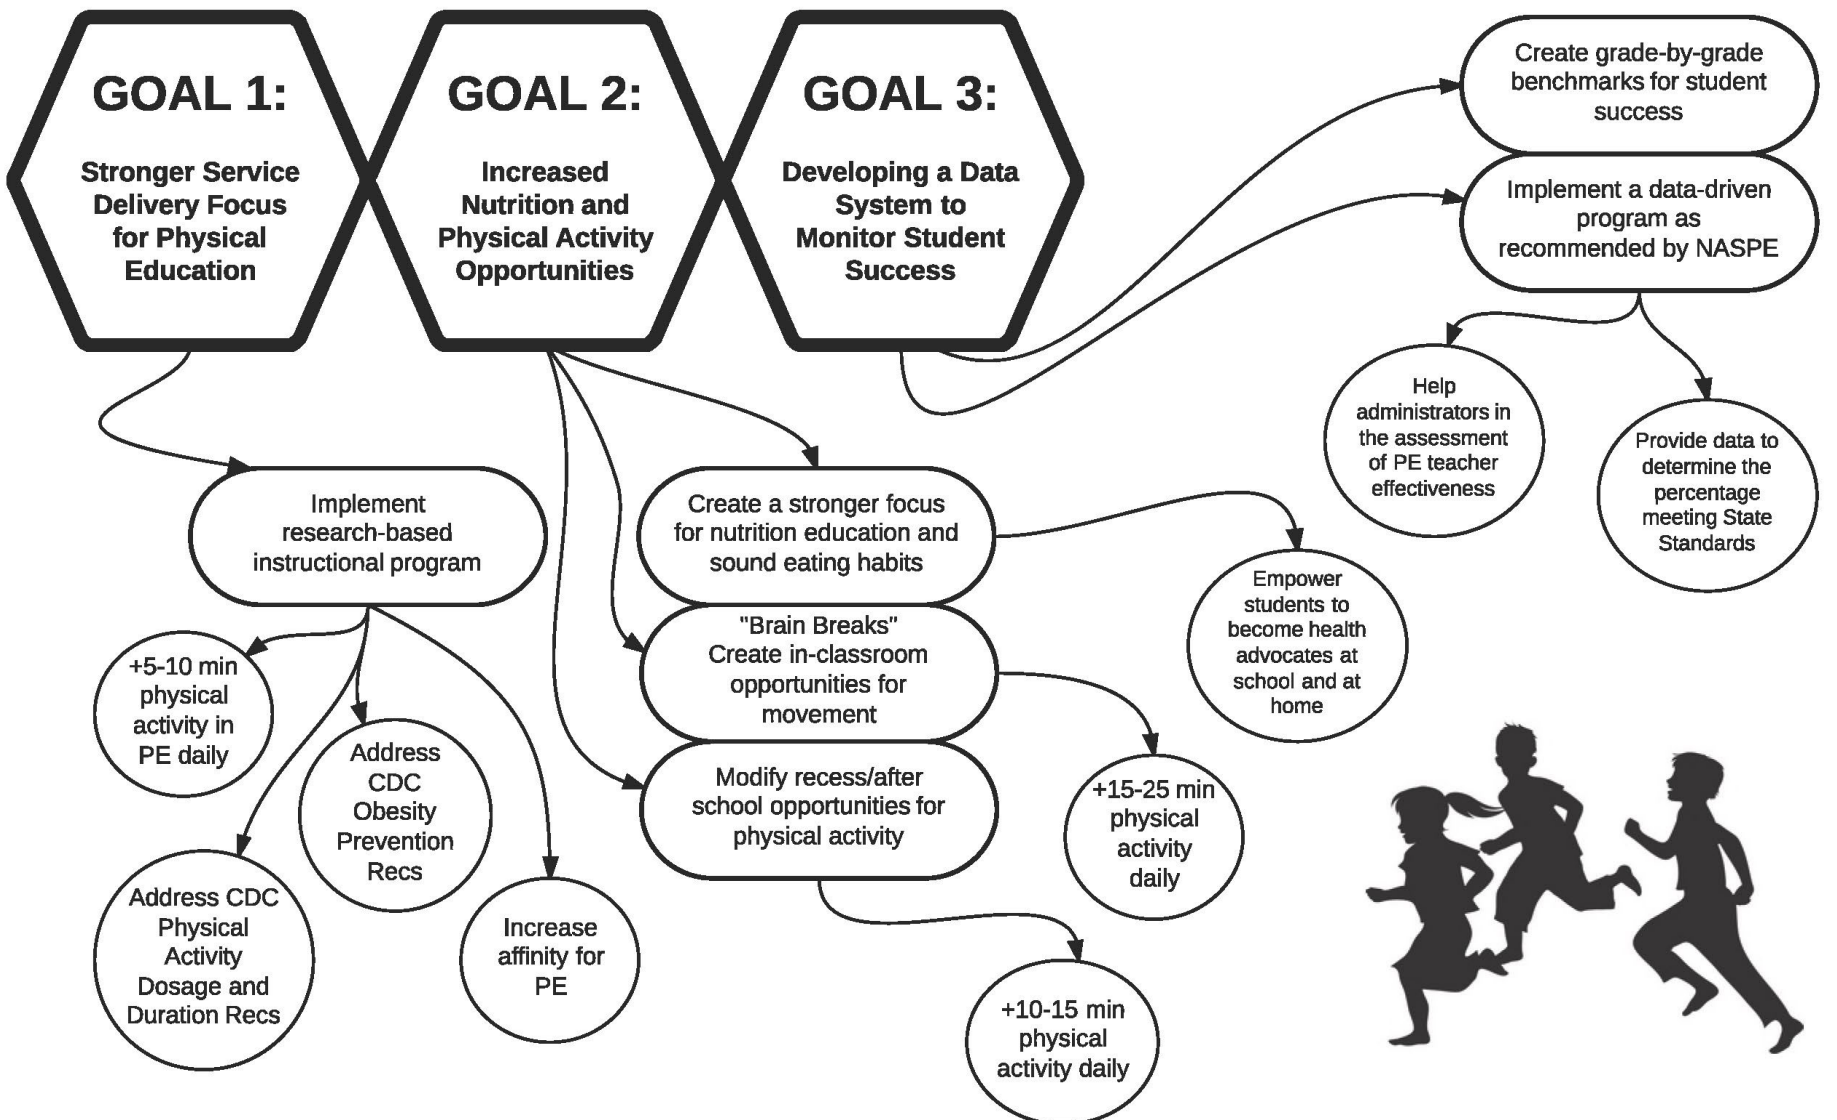 GOAL 1:
Stronger Service
Delivery Focus
for Physical
Education
GOAL 2:
Increased
Nutrition and
Physical Activity
Opportunities
GOAL 3:
Developing a Data
System to
Monitor Student
Success
Create grade-by-grade
benchmarks for student
success
Implement a data-driven
program as
recommended by NASPE
Help
administrators in
the assessment
of PE teacher
effectiveness
Provide data to
determine the
percentage
meeting State
Standards
Implement
research-based
instructional program
Create a stronger focus
for nutrition education and
sound eating habits
"Brain Breaks"
Create in-classroom
opportunities for
movement
Modify recess/after
school opportunities for
physical activity
Empower
students to
become health
advocates at
school and at
home
+5-10 min
physical
activity in
PE daily
Address
CDC
Obesity
Prevention
Recs
Address CDC
Physical
Activity
Dosage and
Duration Recs
Increase
affinity for
PE
+15-25 min
physical
activity
daily
+10-15 min
physical
activity daily